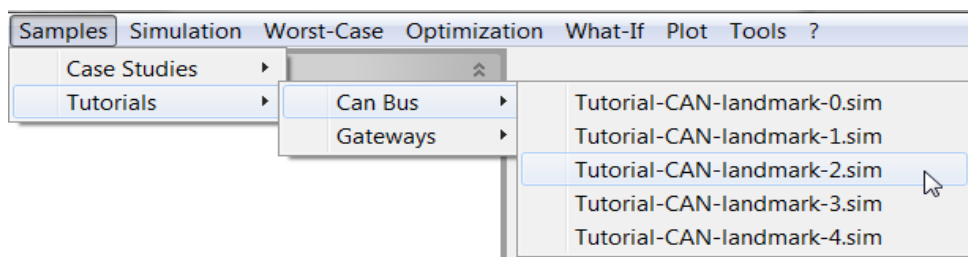 Samples Simulation Worst-Case Optimization What-If Plot Tools ?
Case Studies
Tutorials
Can Bus
Gateways
Tutorial-CAN-landmark-0.sim
Tutorial-CAN-landmark-1.sim
Tutorial-CAN-landmark-2.sim
Tutorial-CAN-landmark-3.sim
Tutorial-CAN-landmark-4.sim